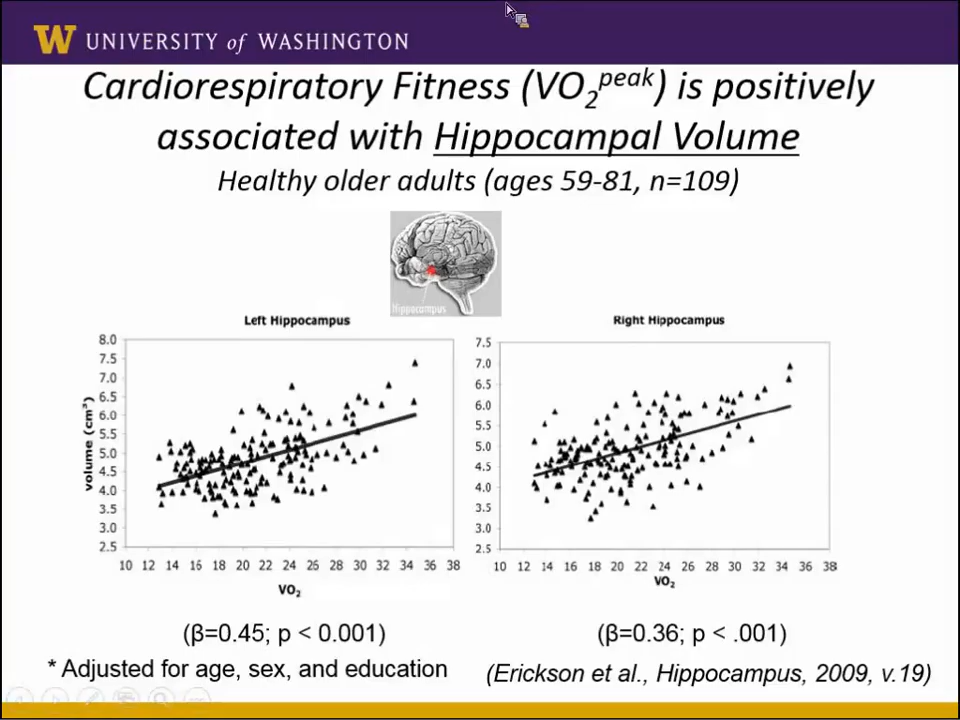 W UNIVERSITY of WASHINGTON
Cardiorespiratory Fitness (VO₂ᵖᵉᵃᵏ) is positively
associated with Hippocampal Volume
Healthy older adults (ages 59-81, n=109)
Hippocampus
Left Hippocampus
volume (cm³)
8.0
7.5
7.0
6.5
6.0
5.5
5.0
4.5
4.0
3.5
3.0
2.5
10 12 14 16 18 20 22 24 26 28 30 32 34 36 38
VO₂
Right Hippocampus
7.5
7.0
6.5
6.0
5.5
5.0
4.5
4.0
3.5
3.0
2.5
10 12 14 16 18 20 22 24 26 28 30 32 34 36 38
VO₂
(β=0.45; p < 0.001)
(β=0.36; p < .001)
* Adjusted for age, sex, and education
(Erickson et al., Hippocampus, 2009, v.19)